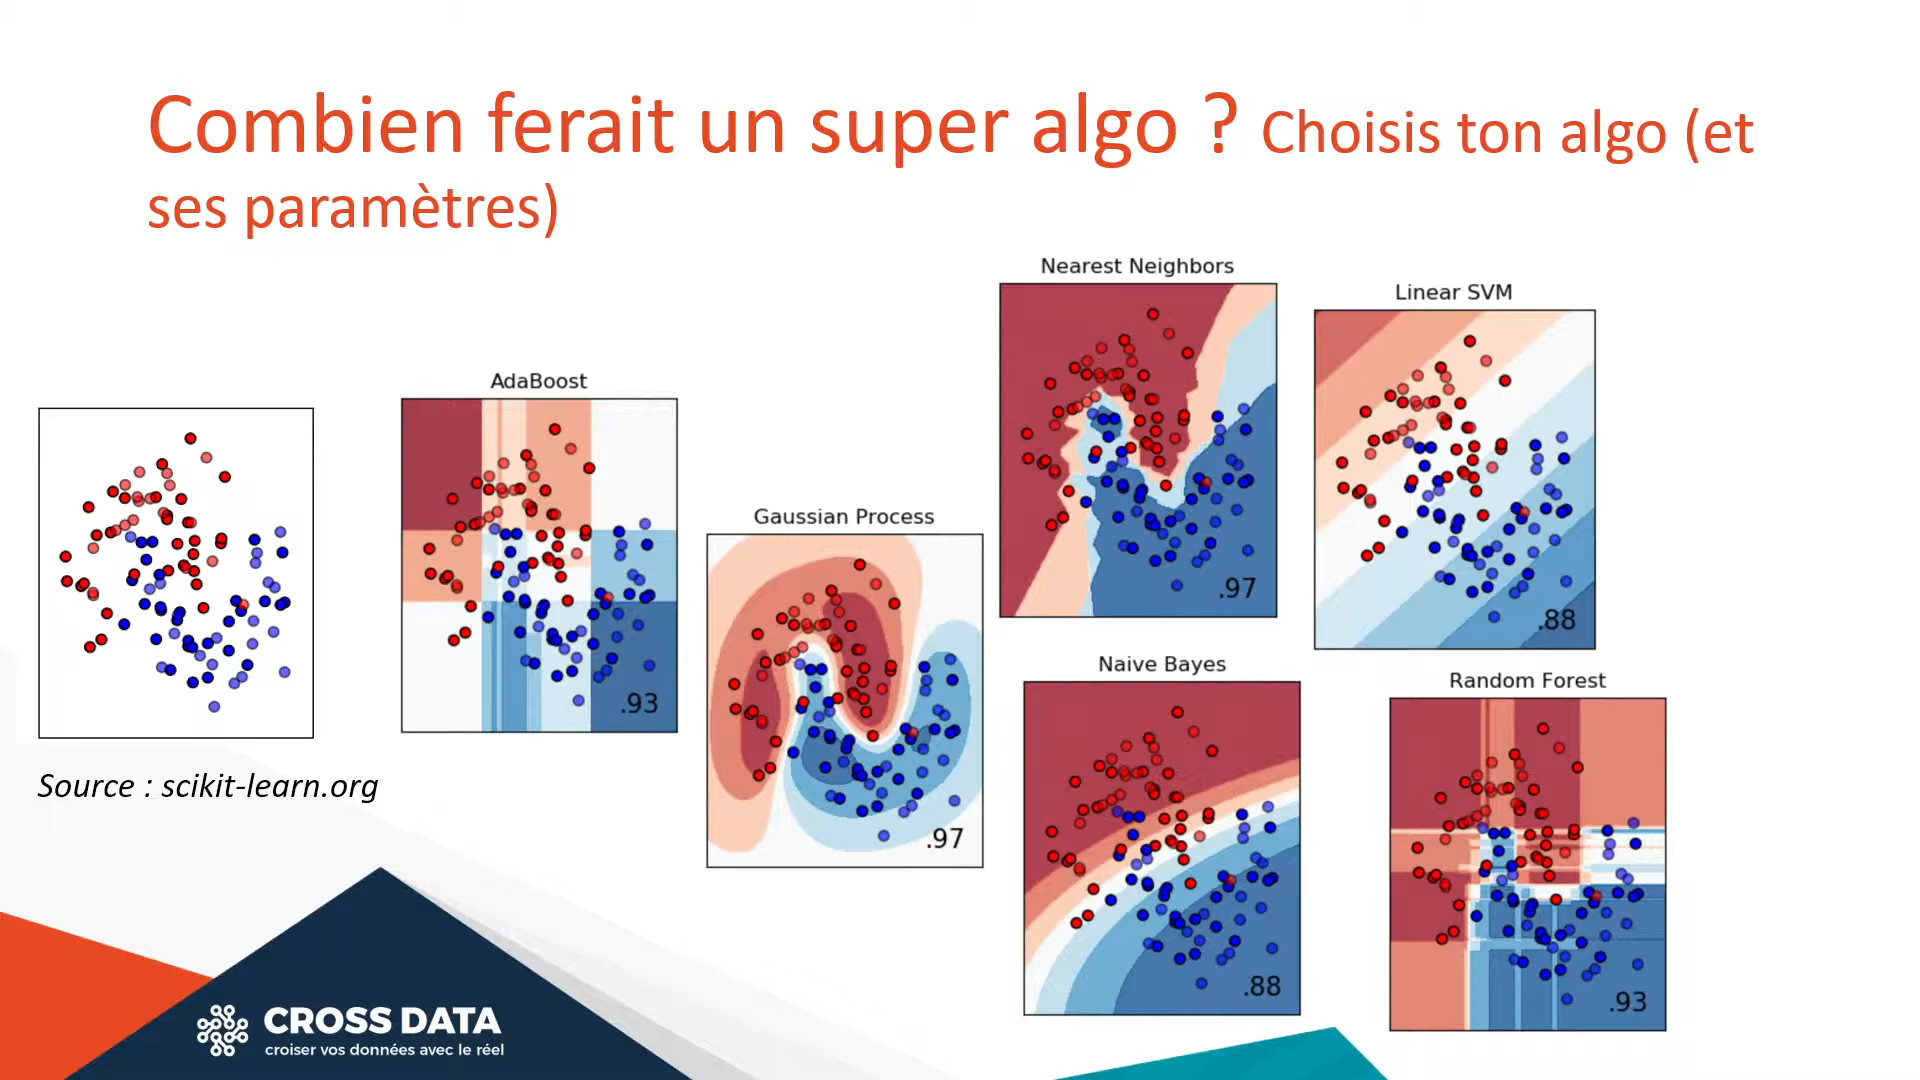 Combien ferait un super algo ? Choisis ton algo (et
ses paramètres)
Nearest Neighbors
.97
Linear SVM
.88
AdaBoost
.93
Gaussian Process
.97
Naive Bayes
.88
Random Forest
.93
Source : scikit-learn.org
CROSS DATA
croiser vos données avec le réel